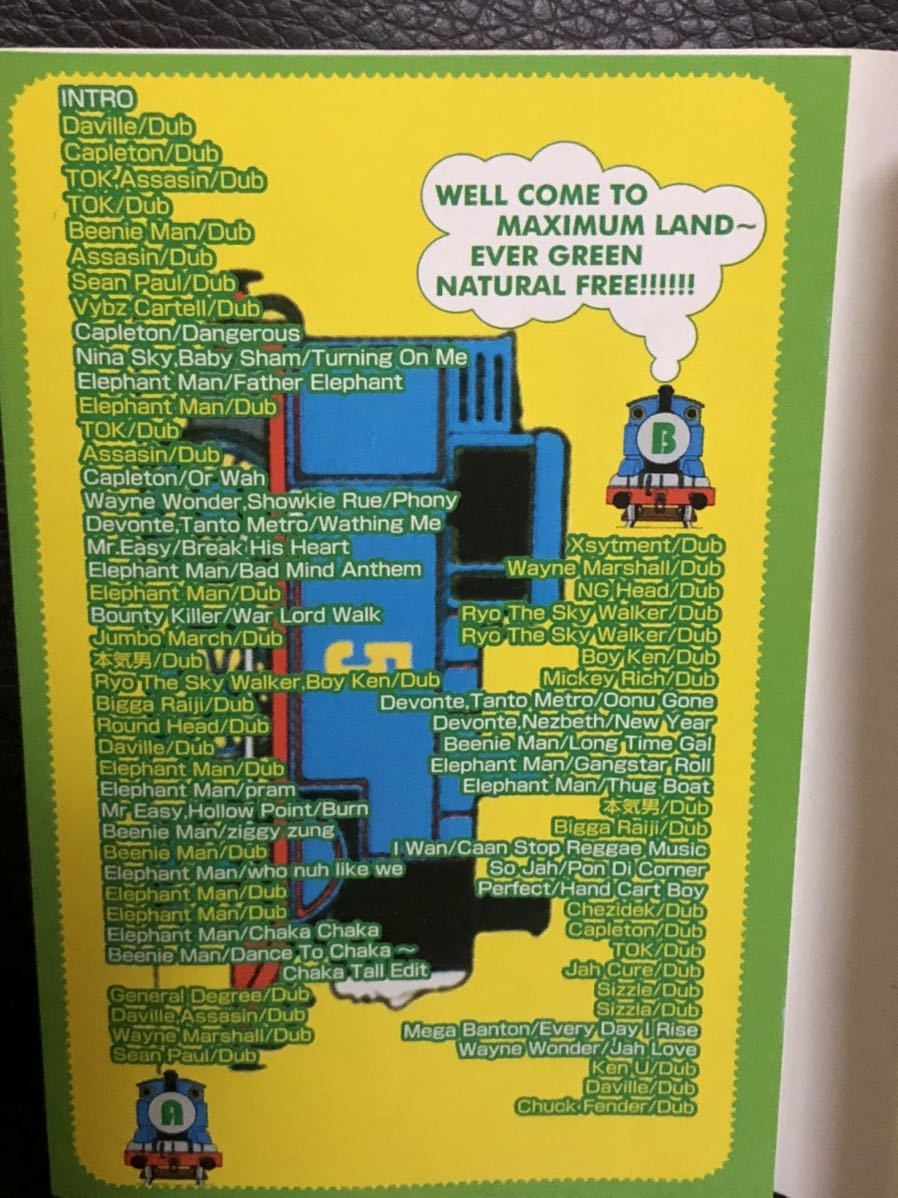 INTRO
Daville/Dub
Capleton/Dub
TOK,Assasin/Dub
TOK/Dub
Beenie Man/Dub
Assasin/Dub
Sean Paul/Dub
Vybz Cartell/Dub
Capleton/Dangerous
Nina Sky,Baby Sham/Turning On Me
Elephant Man/Father Elephant
Elephant Man/Dub
TOK/Dub
Assasin/Dub
Capleton/Or Wah
Wayne Wonder,Showkie Rue/Phony
Devonte,Tanto Metro/Wathing Me
Mr.Easy/Break His Heart
Elephant Man/Bad Mind Anthem
Elephant Man/Dub
Bounty Killer/War Lord Walk
Jumbo March/Dub
本気男/Dub
Ryo The Sky Walker,Boy Ken/Dub
Bigga Raiji/Dub
Round Head/Dub
Daville/Dub
Elephant Man/Dub
Elephant Man/pram
Mr Easy,Hollow Point/Burn
Beenie Man/ziggy zung
Beenie Man/Dub
Elephant Man/who nuh like we
Elephant Man/Dub
Elephant Man/Dub
Elephant Man/Chaka Chaka
Beenie Man/Dance To Chaka～
Chaka Tall Edit
General Degree/Dub
Daville,Assasin/Dub
Wayne Marshall/Dub
Sean Paul/Dub
A
5
WELL COME TO
MAXIMUM LAND~
EVER GREEN
NATURAL FREE!!!!!!
B
Xsytment/Dub
Wayne Marshall/Dub
NG Head/Dub
Ryo The Sky Walker/Dub
Ryo The Sky Walker/Dub
Boy Ken/Dub
Mickey Rich/Dub
Devonte,Tanto Metro/Oonu Gone
Devonte,Nezbeth/New Year
Beenie Man/Long Time Gal
Elephant Man/Gangstar Roll
Elephant Man/Thug Boat
本気男/Dub
Bigga Raiji/Dub
I Wan/Caan Stop Reggae Music
So Jah/Pon Di Corner
Perfect/Hand Cart Boy
Chezidek/Dub
Capleton/Dub
TOK/Dub
Jah Cure/Dub
Sizzle/Dub
Sizzla/Dub
Mega Banton/Every Day I Rise
Wayne Wonder/Jah Love
Ken U/Dub
Daville/Dub
Chuck Fender/Dub